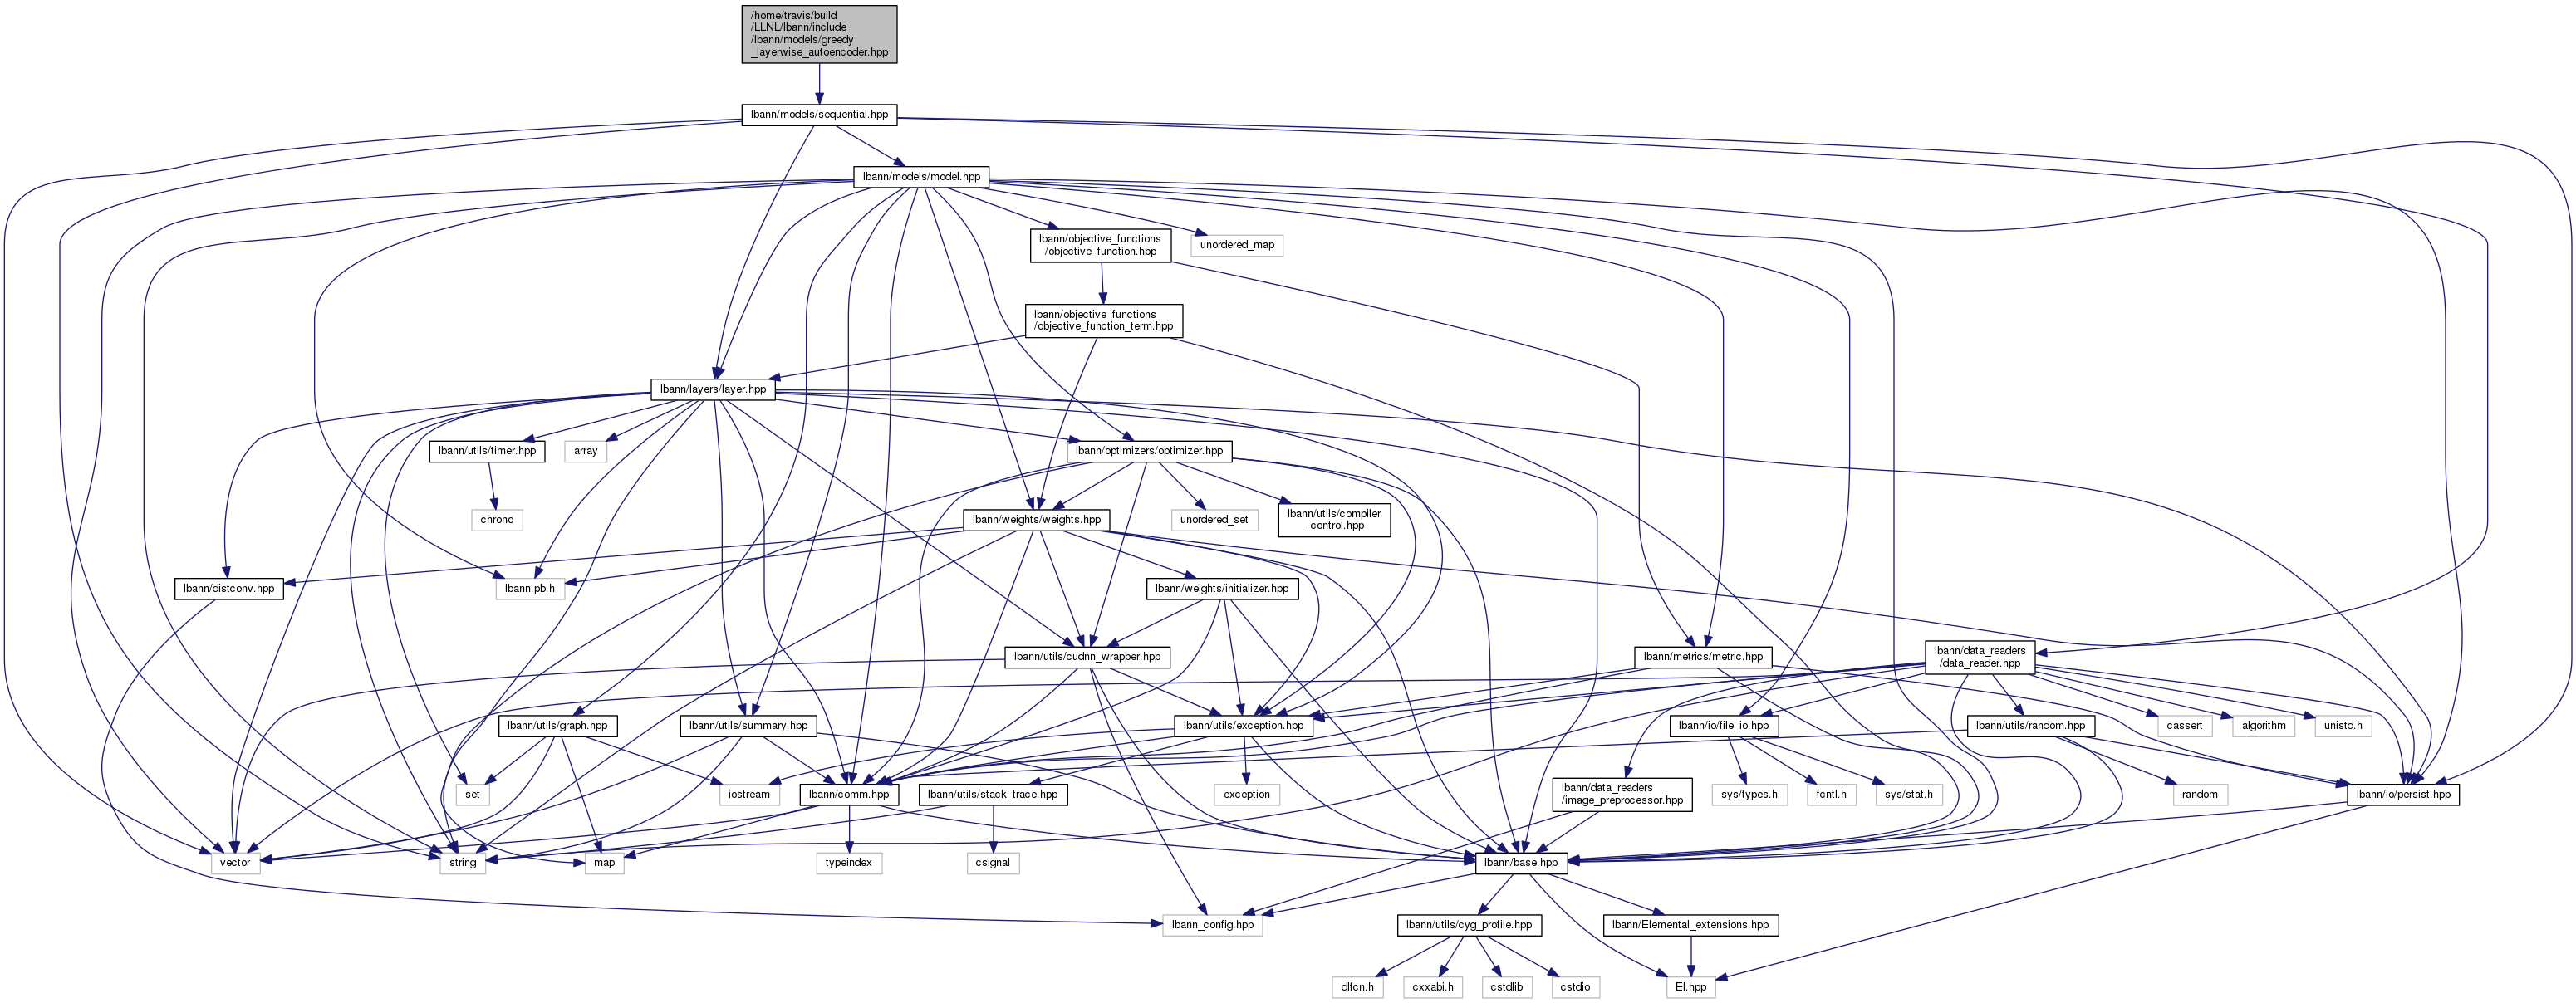 /home/travis/build
/LLNL/lbann/include
/lbann/models/greedy
_layerwise_autoencoder.hpp
lbann/models/sequential.hpp
lbann/models/model.hpp
lbann/objective_functions
/objective_function.hpp
unordered_map
lbann/objective_functions
/objective_function_term.hpp
lbann/layers/layer.hpp
lbann/utils/timer.hpp
array
lbann/optimizers/optimizer.hpp
chrono
lbann/weights/weights.hpp
unordered_set
lbann/utils/compiler
_control.hpp
lbann/distconv.hpp
lbann.pb.h
lbann/weights/initializer.hpp
lbann/utils/cudnn_wrapper.hpp
lbann/metrics/metric.hpp
lbann/data_readers
/data_reader.hpp
lbann/utils/graph.hpp
lbann/utils/summary.hpp
lbann/utils/exception.hpp
lbann/io/file_io.hpp
lbann/utils/random.hpp
cassert
algorithm
unistd.h
set
iostream
lbann/comm.hpp
lbann/utils/stack_trace.hpp
exception
lbann/data_readers
/image_preprocessor.hpp
sys/types.h
fcntl.h
sys/stat.h
random
lbann/io/persist.hpp
vector
string
map
typeindex
csignal
lbann/base.hpp
lbann_config.hpp
lbann/utils/cyg_profile.hpp
lbann/Elemental_extensions.hpp
dlfcn.h
cxxabi.h
cstdlib
cstdio
El.hpp